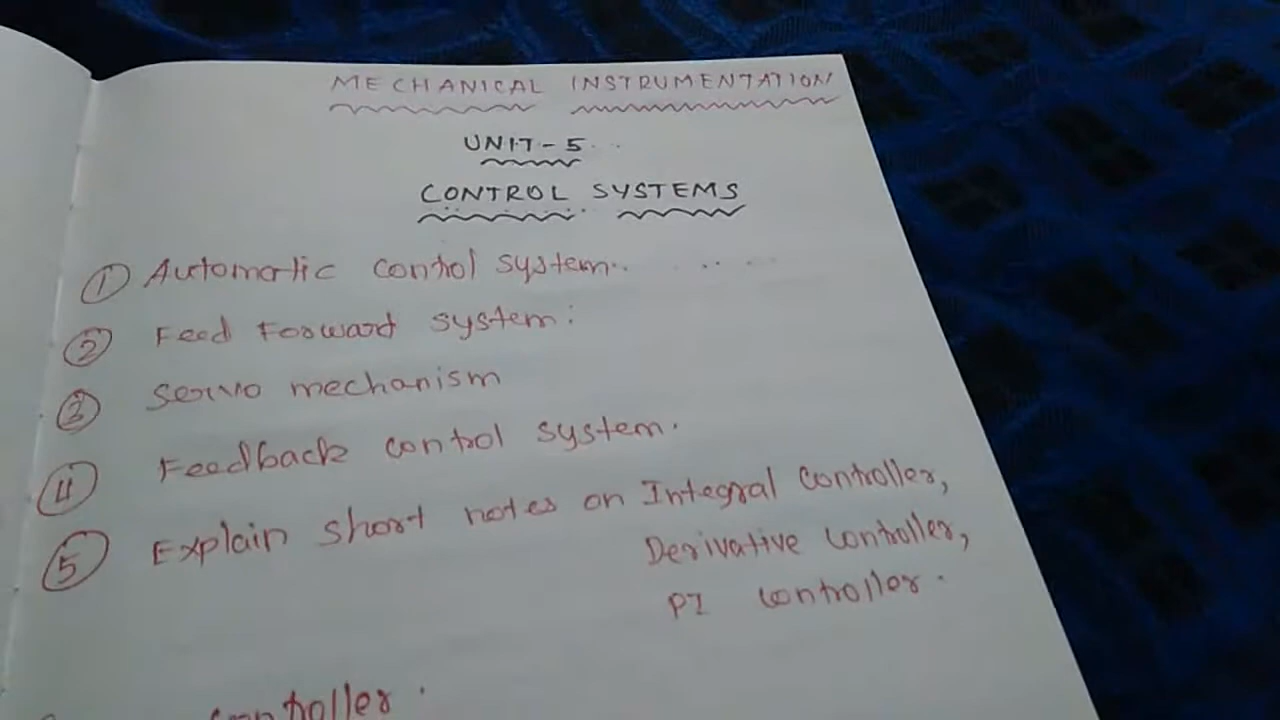 MECHANICAL INSTRUMENTATION
UNIT-5
CONTROL SYSTEMS
① Automatic control system.
② Feed Forward system:
③ Servo mechanism
④ Feedback control system.
⑤ Explain short notes on Integral controller,
Derivative controller,
PI controller.
controller.